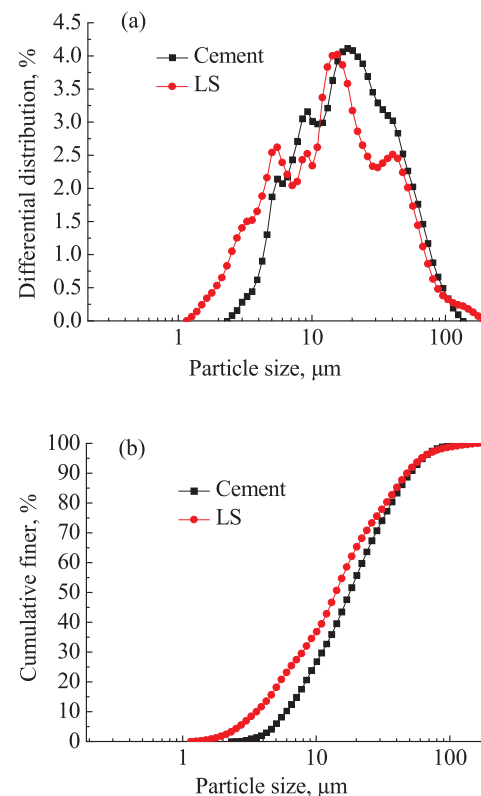 (a)
Cement
LS
Differential distribution, %
4.5
4.0
3.5
3.0
2.5
2.0
1.5
1.0
0.5
0.0
1 10 100
Particle size, μm
(b)
Cement
LS
Cumulative finer, %
100
90
80
70
60
50
40
30
20
10
0
1 10 100
Particle size, μm